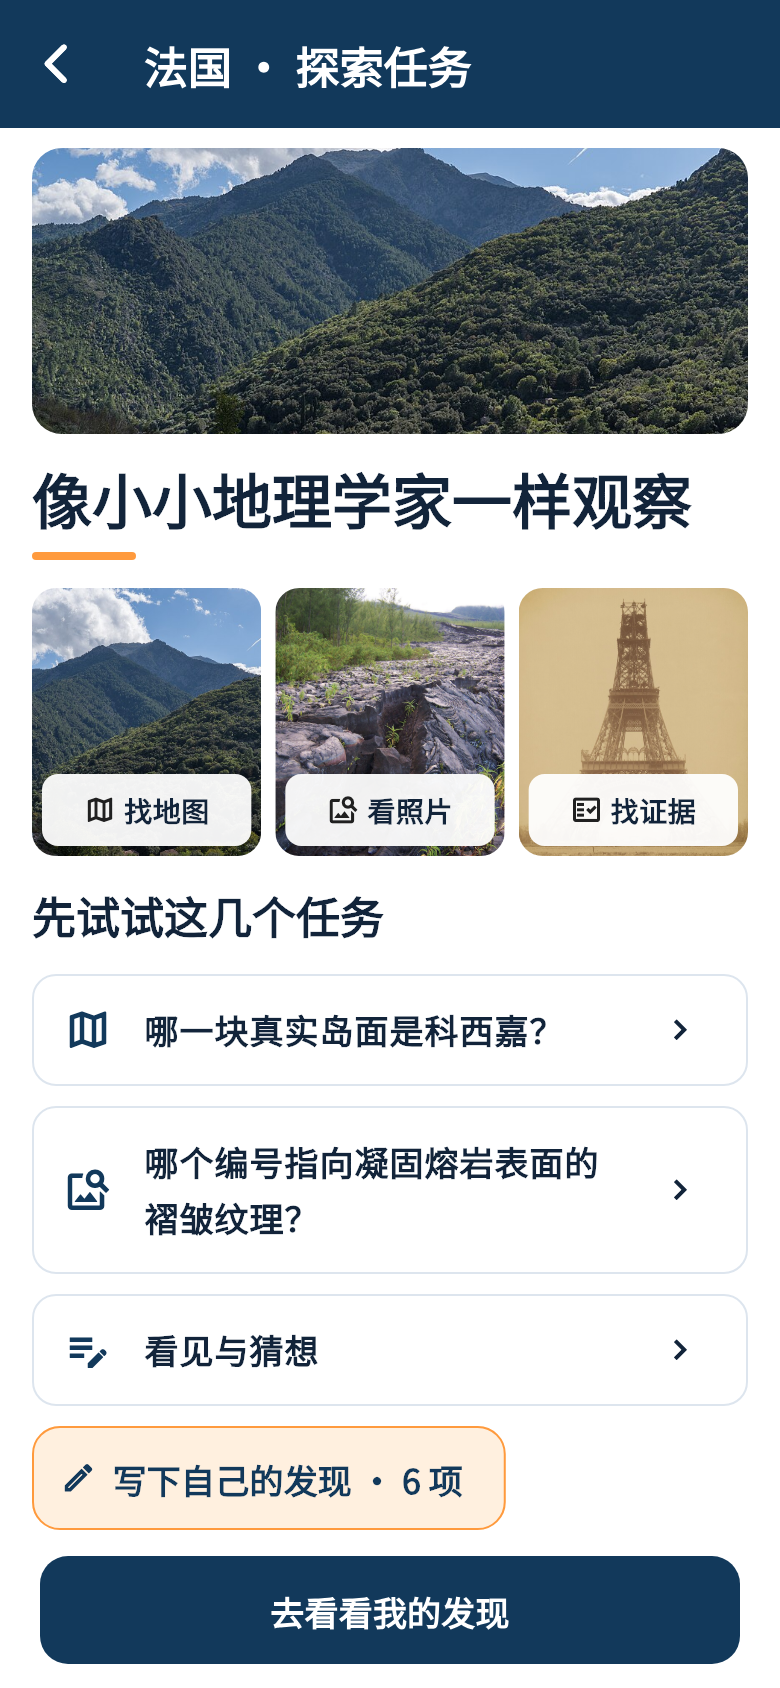 法国 · 探索任务
像小小地理学家一样观察
找地图
看照片
找证据
先试试这几个任务
哪一块真实岛面是科西嘉？
哪个编号指向凝固熔岩表面的
褶皱纹理？
看见与猜想
写下自己的发现 · 6 项
去看看我的发现